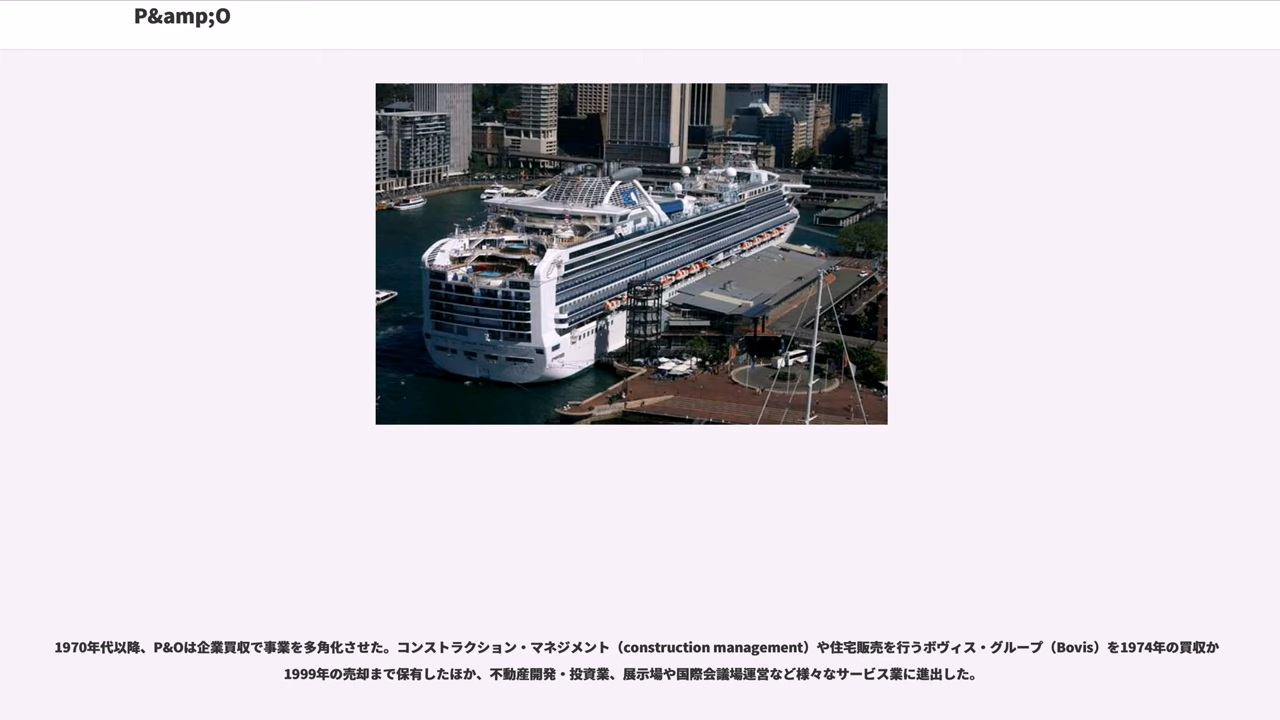 P&amp;O
1970年代以降、P&Oは企業買収で事業を多角化させた。コンストラクション・マネジメント（construction management）や住宅販売を行うボヴィス・グループ（Bovis）を1974年の買収か
1999年の売却まで保有したほか、不動産開発・投資業、展示場や国際会議場運営など様々なサービス業に進出した。